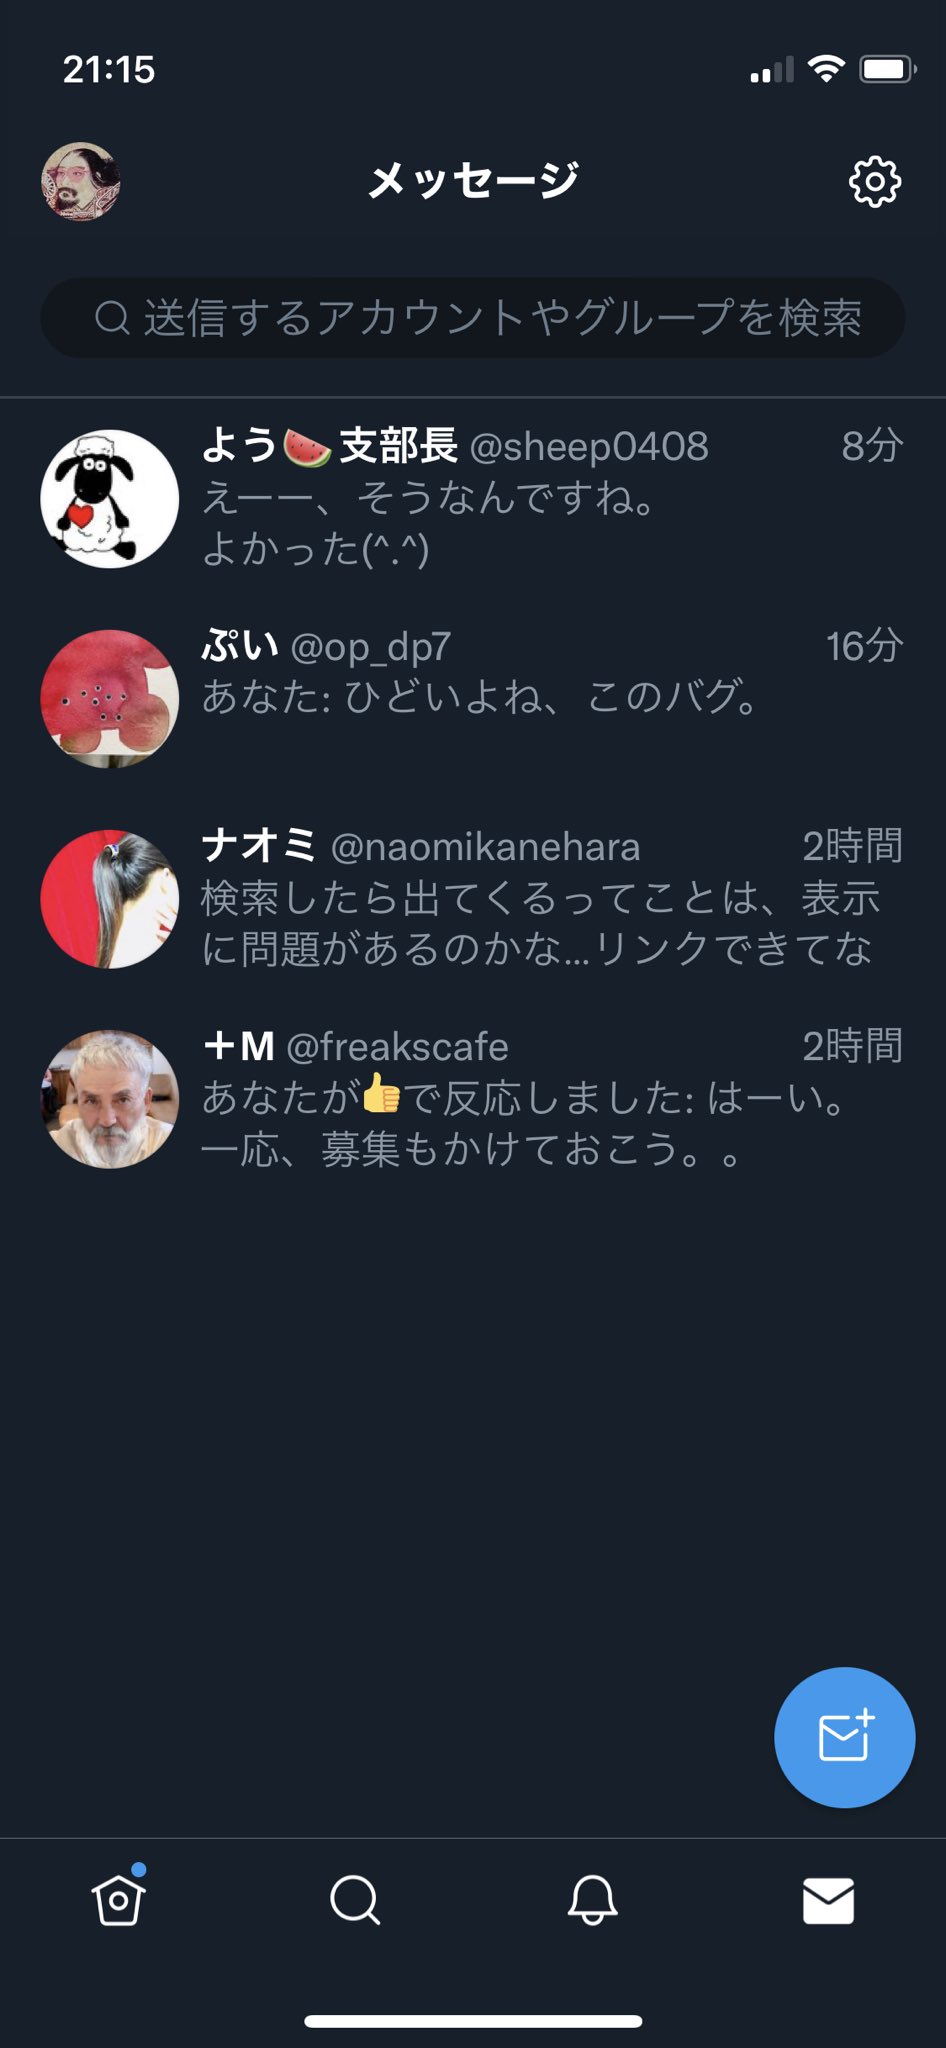 21:15
メッセージ
送信するアカウントやグループを検索
よう🍉支部長 @sheep0408 8分
えーー、そうなんですね。
よかった(^.^)
ぷい @op_dp7 16分
あなた: ひどいよね、このバグ。
ナオミ @naomikanehara 2時間
検索したら出てくるってことは、表示
に問題があるのかな...リンクできてな
＋M @freakscafe 2時間
あなたが👍で反応しました: はーい。
一応、募集もかけておこう。。